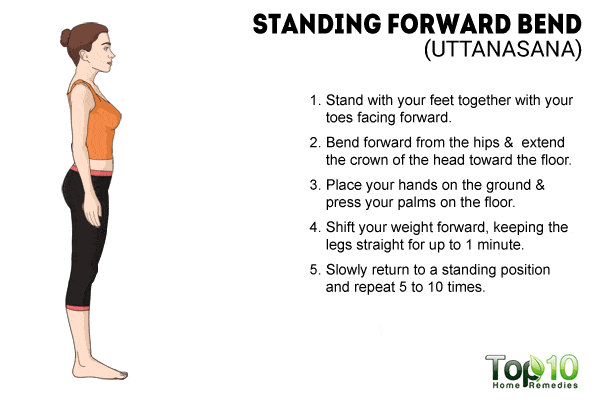 STANDING FORWARD BEND
(UTTANASANA)
1. Stand with your feet together with your
toes facing forward.
2. Bend forward from the hips & extend
the crown of the head toward the floor.
3. Place your hands on the ground &
press your palms on the floor.
4. Shift your weight forward, keeping the
legs straight for up to 1 minute.
5. Slowly return to a standing position
and repeat 5 to 10 times.
Top10
Home Remedies